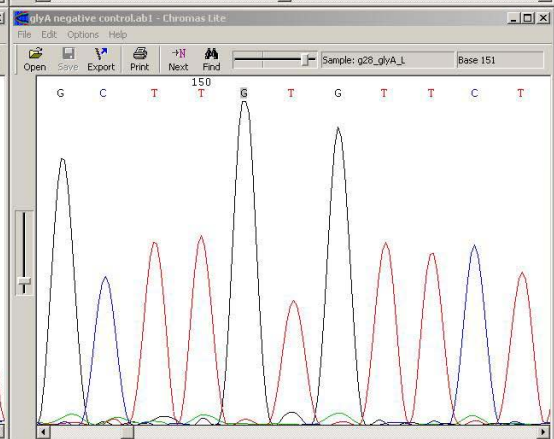 glyA negative control.ab1 - Chromas Lite
File Edit Options Help
Open Save Export Print Next Find Sample: g28_glyA_L Base 151
150
G C T T G T G T T C T